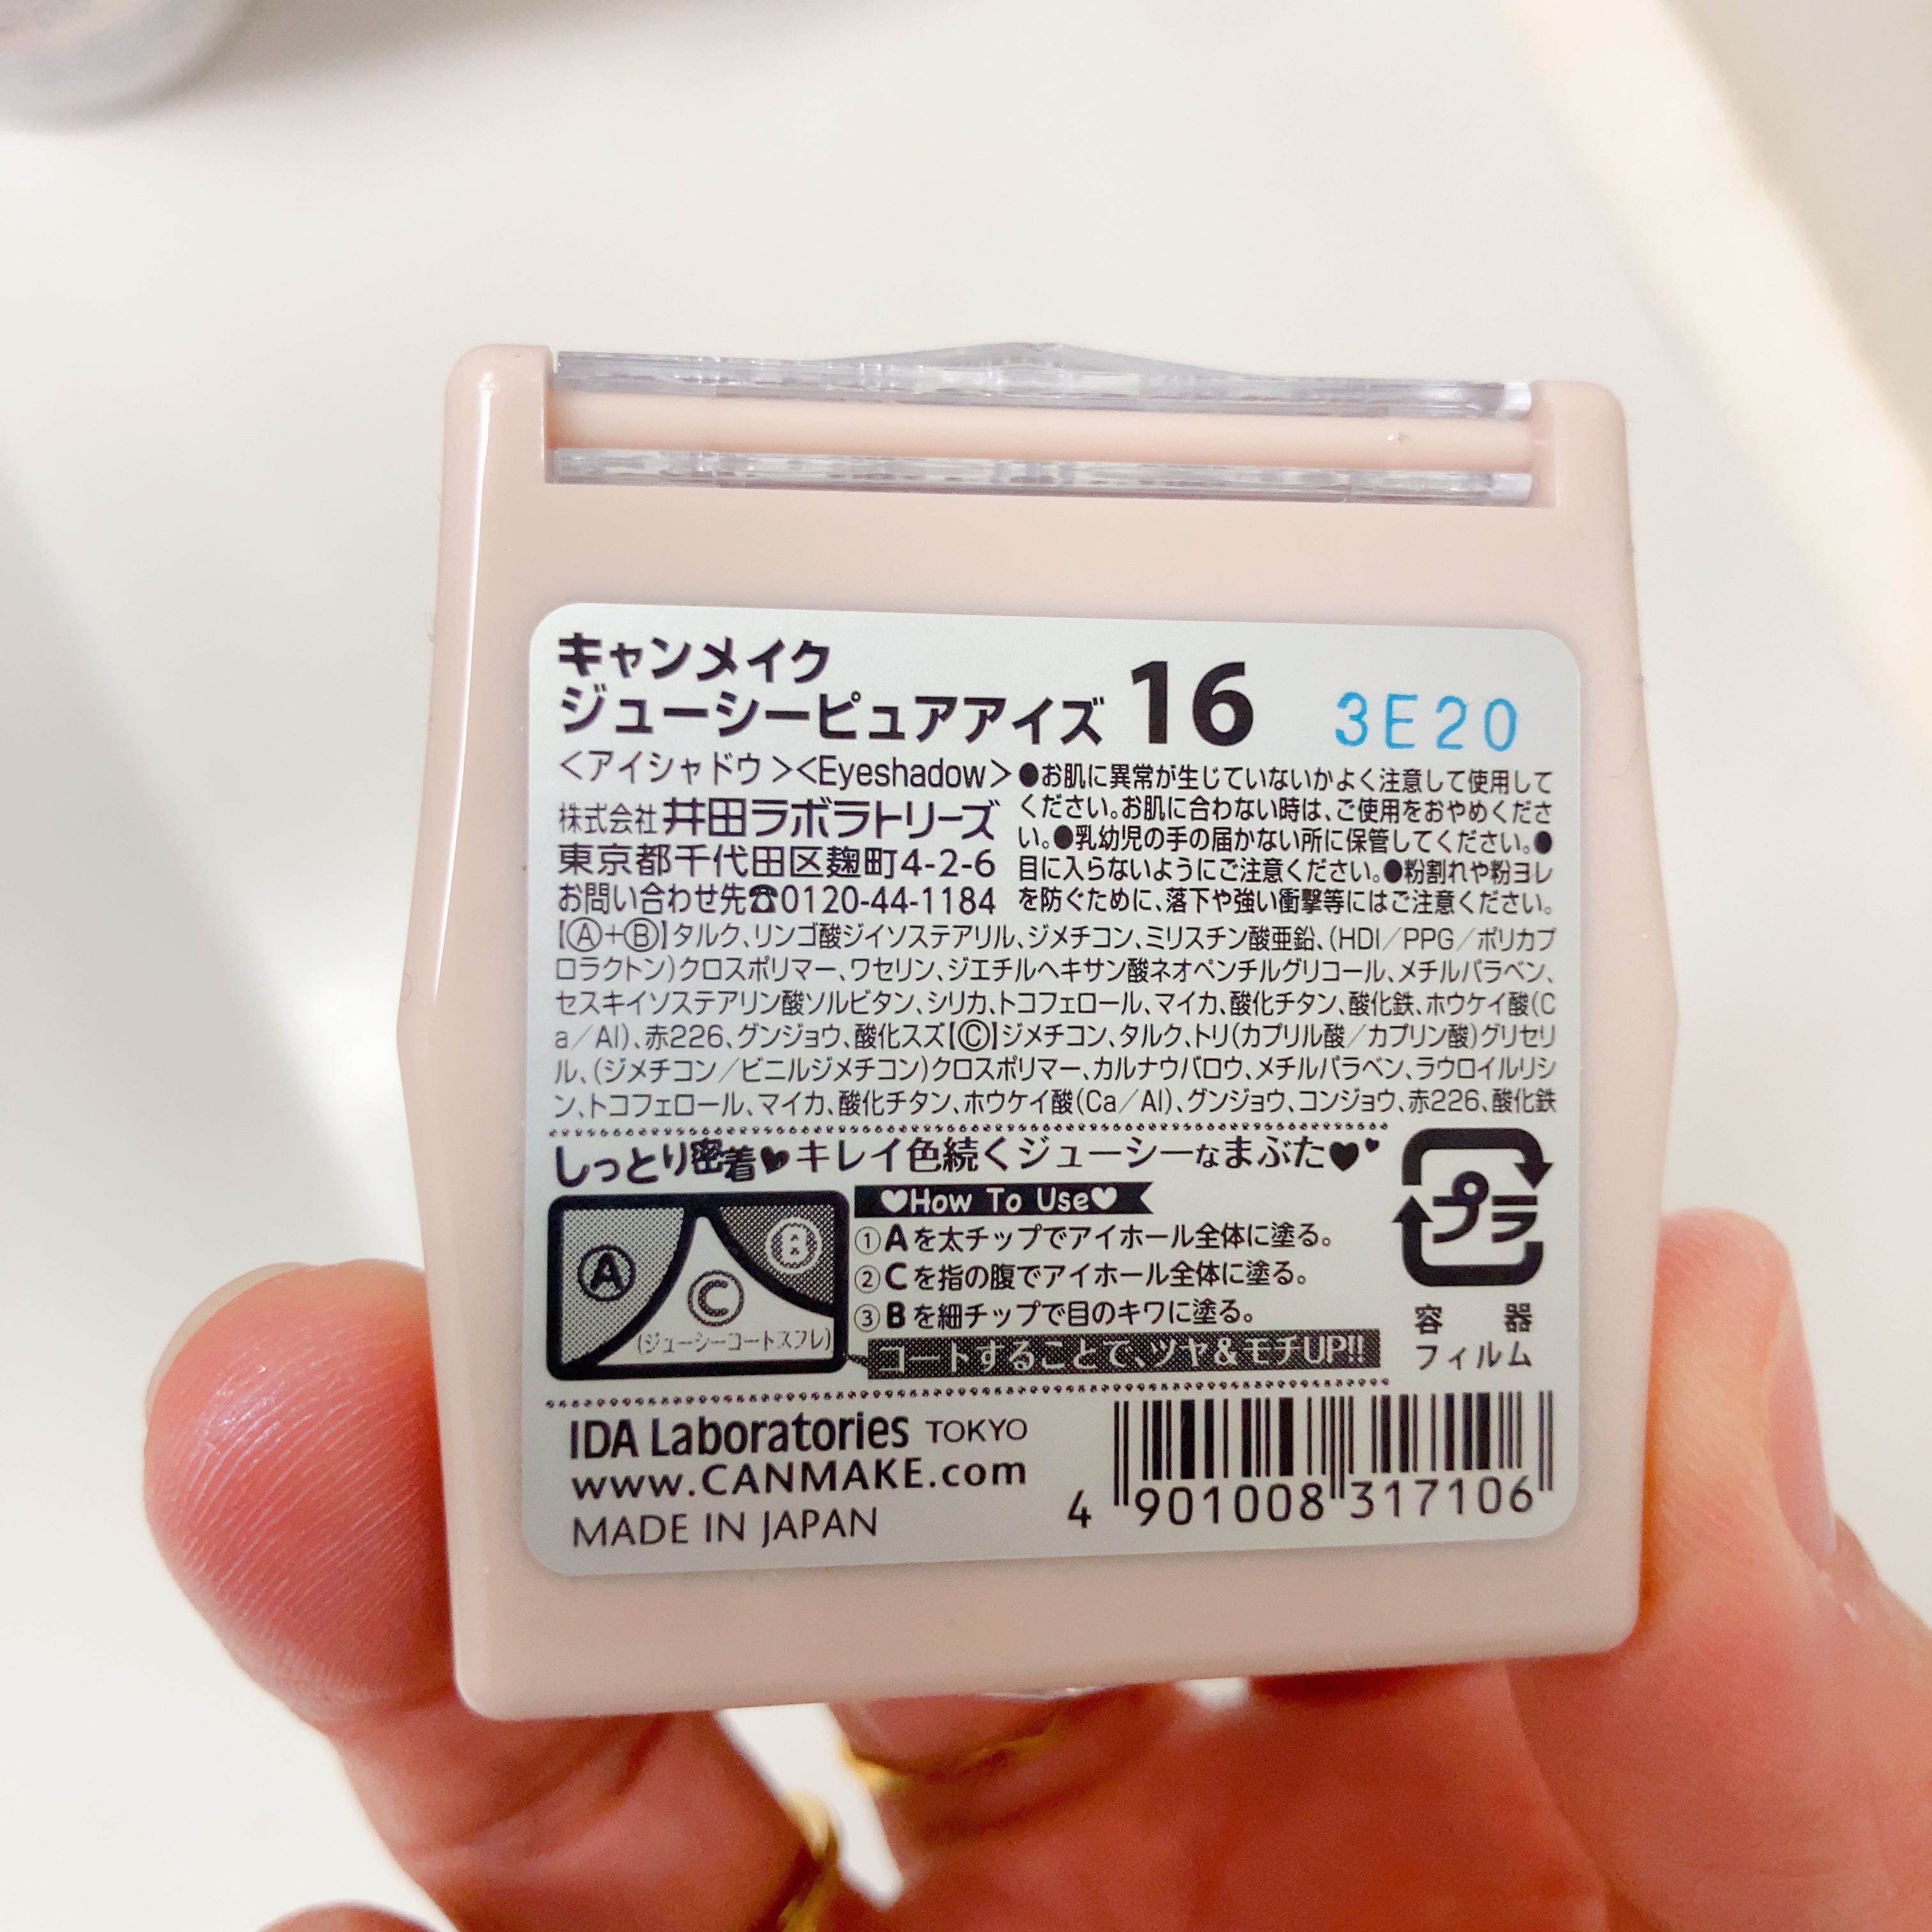 キャンメイク
ジューシーピュアアイズ 16
3E20
<アイシャドウ><Eyeshadow>
株式会社 井田ラボラトリーズ
東京都千代田区麹町4-2-6
お問い合わせ先☎0120-44-1184
●お肌に異常が生じていないかよく注意して使用して
ください。お肌に合わない時は、ご使用をおやめくださ
い。●乳幼児の手の届かない所に保管してください。●
目に入らないようにご注意ください。●粉割れや粉ヨレ
を防ぐために、落下や強い衝撃等にはご注意ください。
【Ⓐ+Ⓑ】タルク、リンゴ酸ジイソステアリル、ジメチコン、ミリスチン酸亜鉛、(HDI/PPG/ポリカプ
ロラクトン)クロスポリマー、ワセリン、ジエチルヘキサン酸ネオペンチルグリコール、メチルパラベン、
セスキイソステアリン酸ソルビタン、シリカ、トコフェロール、マイカ、酸化チタン、酸化鉄、ホウケイ酸(C
a/Al)、赤226、グンジョウ、酸化スズ【Ⓒ】ジメチコン、タルク、トリ(カプリル酸/カプリン酸)グリセリ
ル、(ジメチコン/ビニルジメチコン)クロスポリマー、カルナウバロウ、メチルパラベン、ラウロイルリシ
ン、トコフェロール、マイカ、酸化チタン、ホウケイ酸(Ca/Al)、グンジョウ、コンジョウ、赤226、酸化鉄
しっとり密着♥キレイ色続くジューシーなまぶた♥♥
Ⓐ
Ⓑ
Ⓒ
(ジューシーコートスフレ)
♥How To Use♥
①Aを太チップでアイホール全体に塗る。
②Cを指の腹でアイホール全体に塗る。
③Bを細チップで目のキワに塗る。
コートすることで、ツヤ&モチUP!!
プラ
容器
フィルム
IDA Laboratories TOKYO
www.CANMAKE.com
MADE IN JAPAN
4 901008 317106